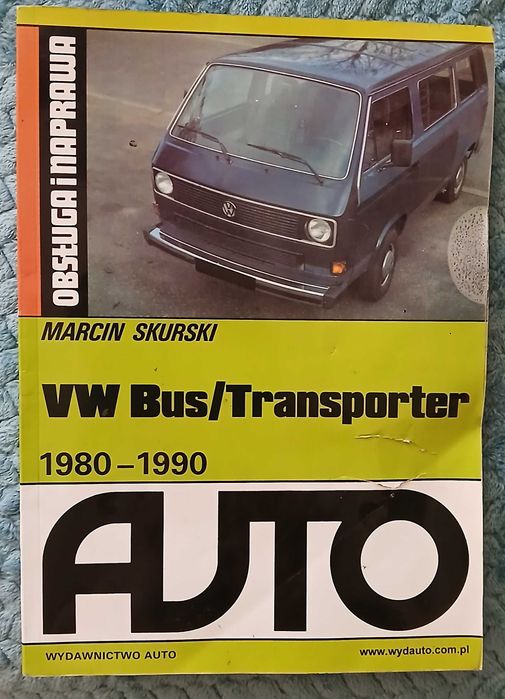 OBSŁUGA i NAPRAWA
MARCIN SKURSKI
VW Bus/Transporter
1980–1990
AUTO
WYDAWNICTWO AUTO
www.wydauto.com.pl